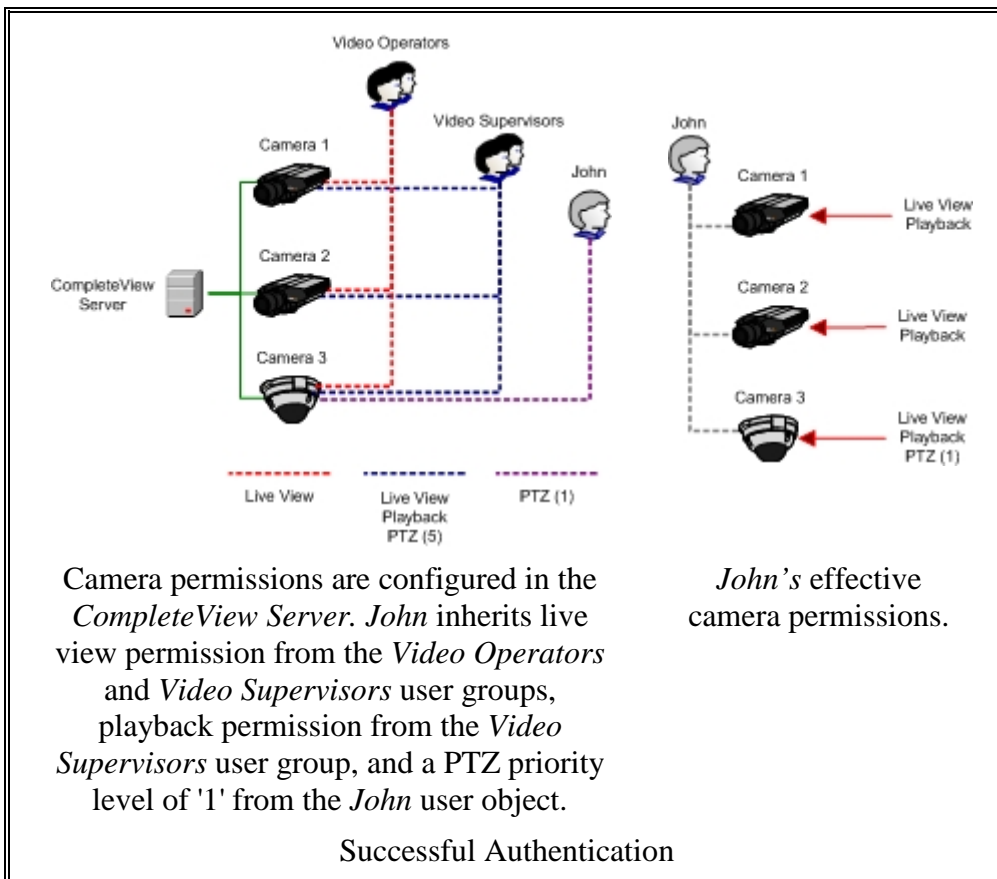 Video Operators
Video Supervisors
John
Camera 1
Camera 2
CompleteView
Server
Camera 3
Live View
Live View
Playback
PTZ (5)
PTZ (1)
John
Camera 1
Live View
Playback
Camera 2
Live View
Playback
Camera 3
Live View
Playback
PTZ (1)
Camera permissions are configured in the
CompleteView Server. John inherits live
view permission from the Video Operators
and Video Supervisors user groups,
playback permission from the Video
Supervisors user group, and a PTZ priority
level of '1' from the John user object.
John’s effective
camera permissions.
Successful Authentication